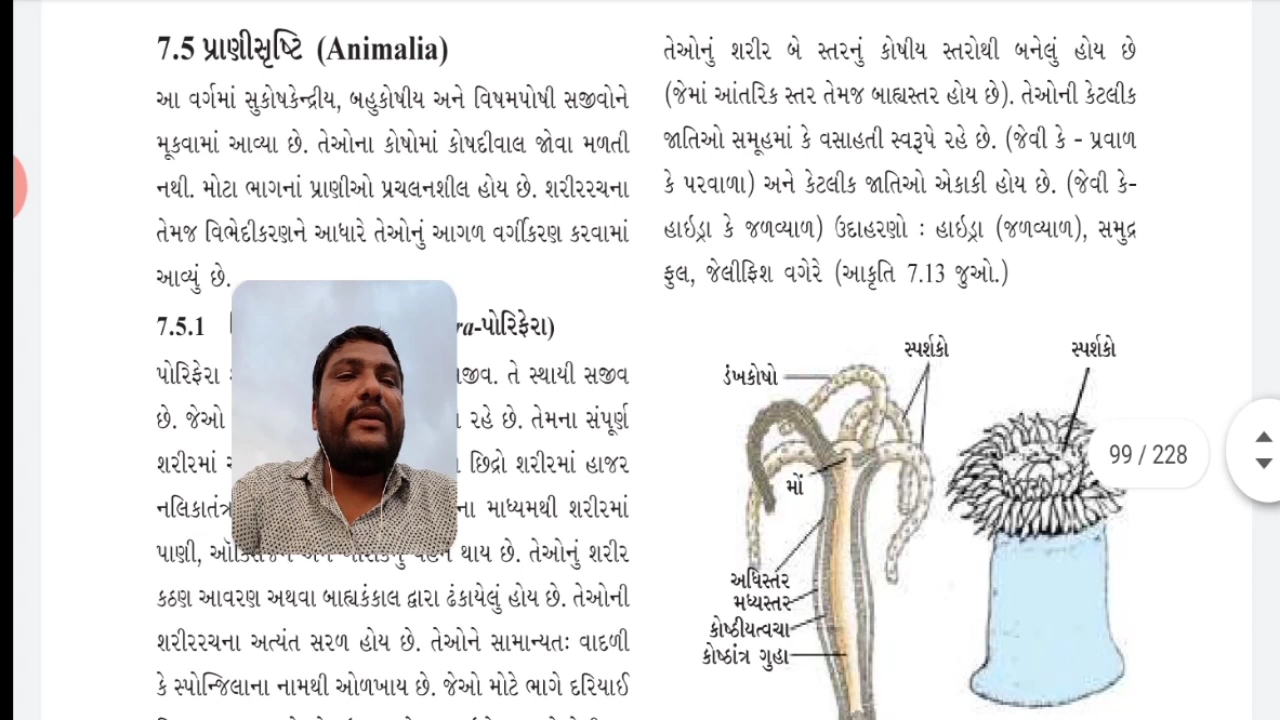 7.5 પ્રાણીસૃષ્ટિ (Animalia)
આ વર્ગમાં સુકોષકેન્દ્રીય, બહુકોષીય અને વિષમપોષી સજીવોને
મૂકવામાં આવ્યા છે. તેઓના કોષોમાં કોષદીવાલ જોવા મળતી
નથી. મોટા ભાગનાં પ્રાણીઓ પ્રચલનશીલ હોય છે. શરીરરચના
તેમજ વિભેદીકરણને આધારે તેઓનું આગળ વર્ગીકરણ કરવામાં
આવ્યું છે.
7.5.1 ra-પોરિફેરા)
પોરિફેરા જીવ. તે સ્થાયી સજીવ
છે. જેઓ રહે છે. તેમના સંપૂર્ણ
શરીરમાં છિદ્રો શરીરમાં હાજર
નલિકાતંત્ર ના માધ્યમથી શરીરમાં
પાણી, થાય છે. તેઓનું શરીર
કઠણ આવરણ અથવા બાહ્યકંકાલ દ્વારા ઢંકાયેલું હોય છે. તેઓની
શરીરરચના અત્યંત સરળ હોય છે. તેઓને સામાન્યતઃ વાદળી
કે સ્પોન્જિલાના નામથી ઓળખાય છે. જેઓ મોટે ભાગે દરિયાઈ
તેઓનું શરીર બે સ્તરનું કોષીય સ્તરોથી બનેલું હોય છે
(જેમાં આંતરિક સ્તર તેમજ બાહ્યસ્તર હોય છે). તેઓની કેટલીક
જાતિઓ સમૂહમાં કે વસાહતી સ્વરૂપે રહે છે. (જેવી કે - પ્રવાળ
કે પરવાળા) અને કેટલીક જાતિઓ એકાકી હોય છે. (જેવી કે-
હાઇડ્રા કે જળવ્યાળ) ઉદાહરણો : હાઇડ્રા (જળવ્યાળ), સમુદ્ર
ફુલ, જેલીફિશ વગેરે (આકૃતિ 7.13 જુઓ.)
સ્પર્શકો
સ્પર્શકો
ડંખકોષો
મોં
અધિસ્તર
મધ્યસ્તર
કોષ્ઠીયત્વચા
કોષ્ઠાંત્ર ગુહા
99 / 228